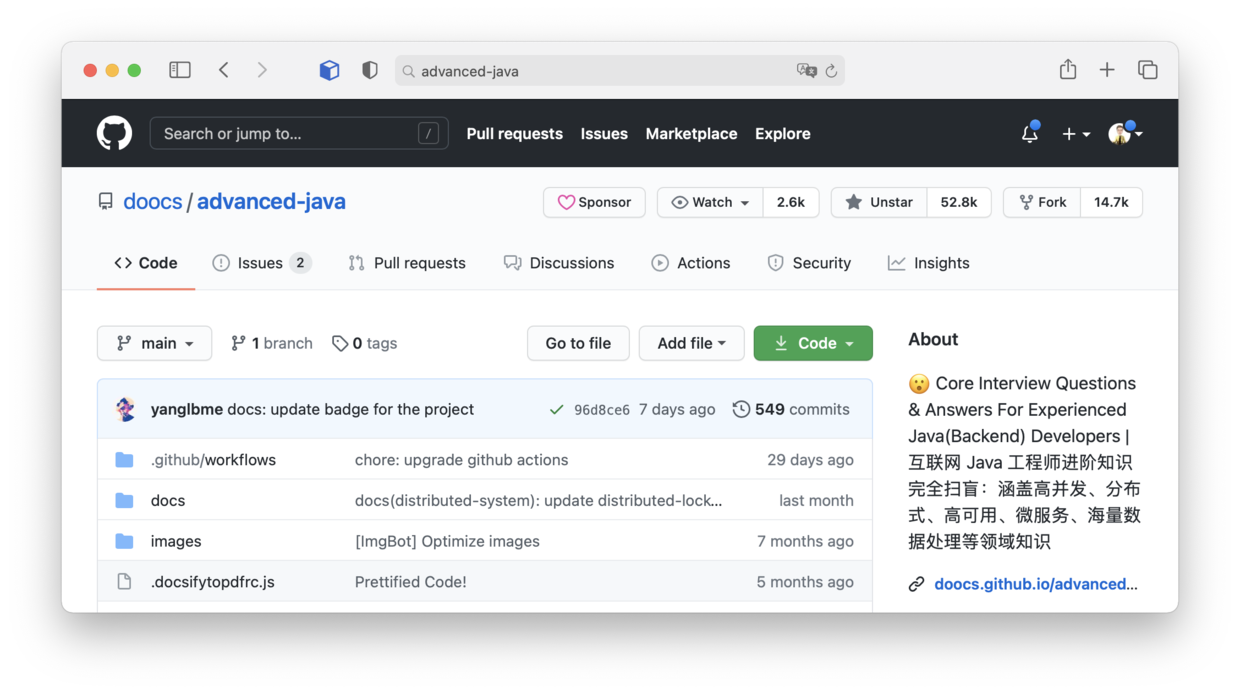 advanced-java
Search or jump to... /
Pull requests Issues Marketplace Explore
doocs/advanced-java
Sponsor Watch 2.6k Unstar 52.8k Fork 14.7k
Code Issues 2 Pull requests Discussions Actions Security Insights
main 1 branch 0 tags Go to file Add file Code
yanglbme docs: update badge for the project 96d8ce6 7 days ago 549 commits
.github/workflows chore: upgrade github actions 29 days ago
docs docs(distributed-system): update distributed-lock... last month
images [ImgBot] Optimize images 7 months ago
.docsifytopdfrc.js Prettified Code! 5 months ago
About
😮 Core Interview Questions
& Answers For Experienced
Java(Backend) Developers |
互联网 Java 工程师进阶知识
完全扫盲：涵盖高并发、分布
式、高可用、微服务、海量数
据处理等领域知识
doocs.github.io/advanced...